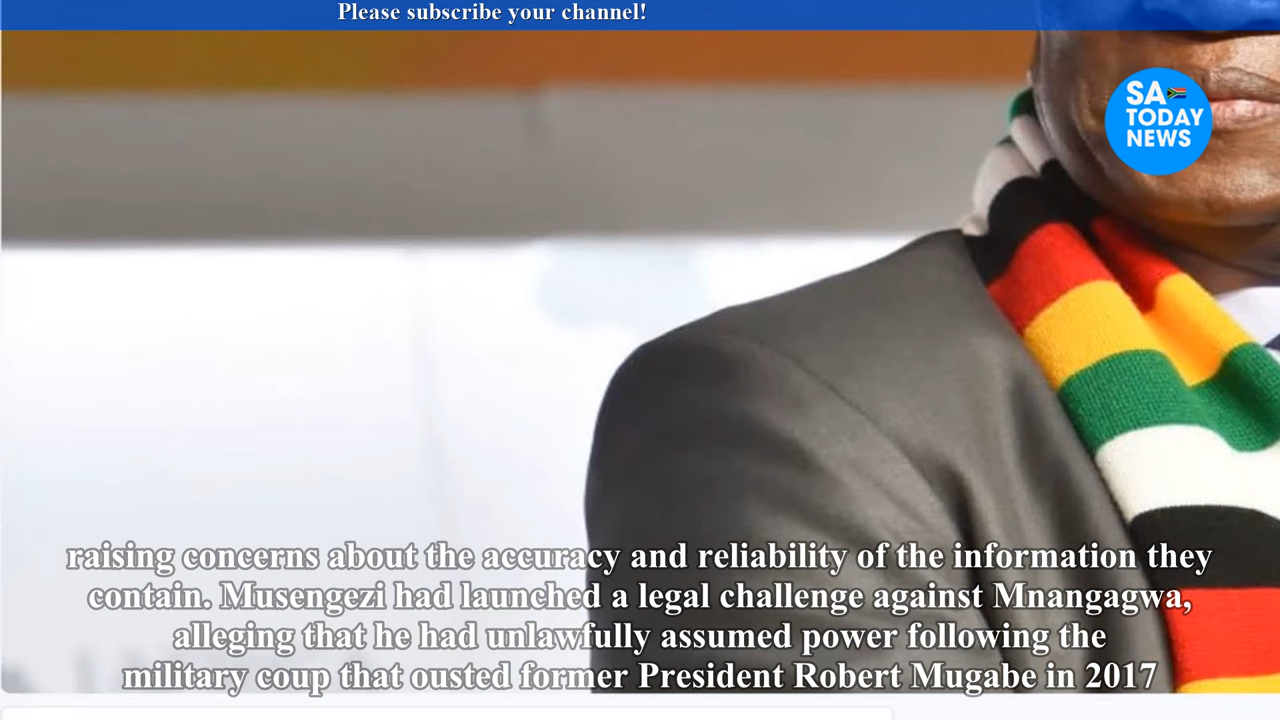 Please subscribe your channel!
SA
TODAY
NEWS
raising concerns about the accuracy and reliability of the information they
contain. Musengezi had launched a legal challenge against Mnangagwa,
alleging that he had unlawfully assumed power following the
military coup that ousted former President Robert Mugabe in 2017